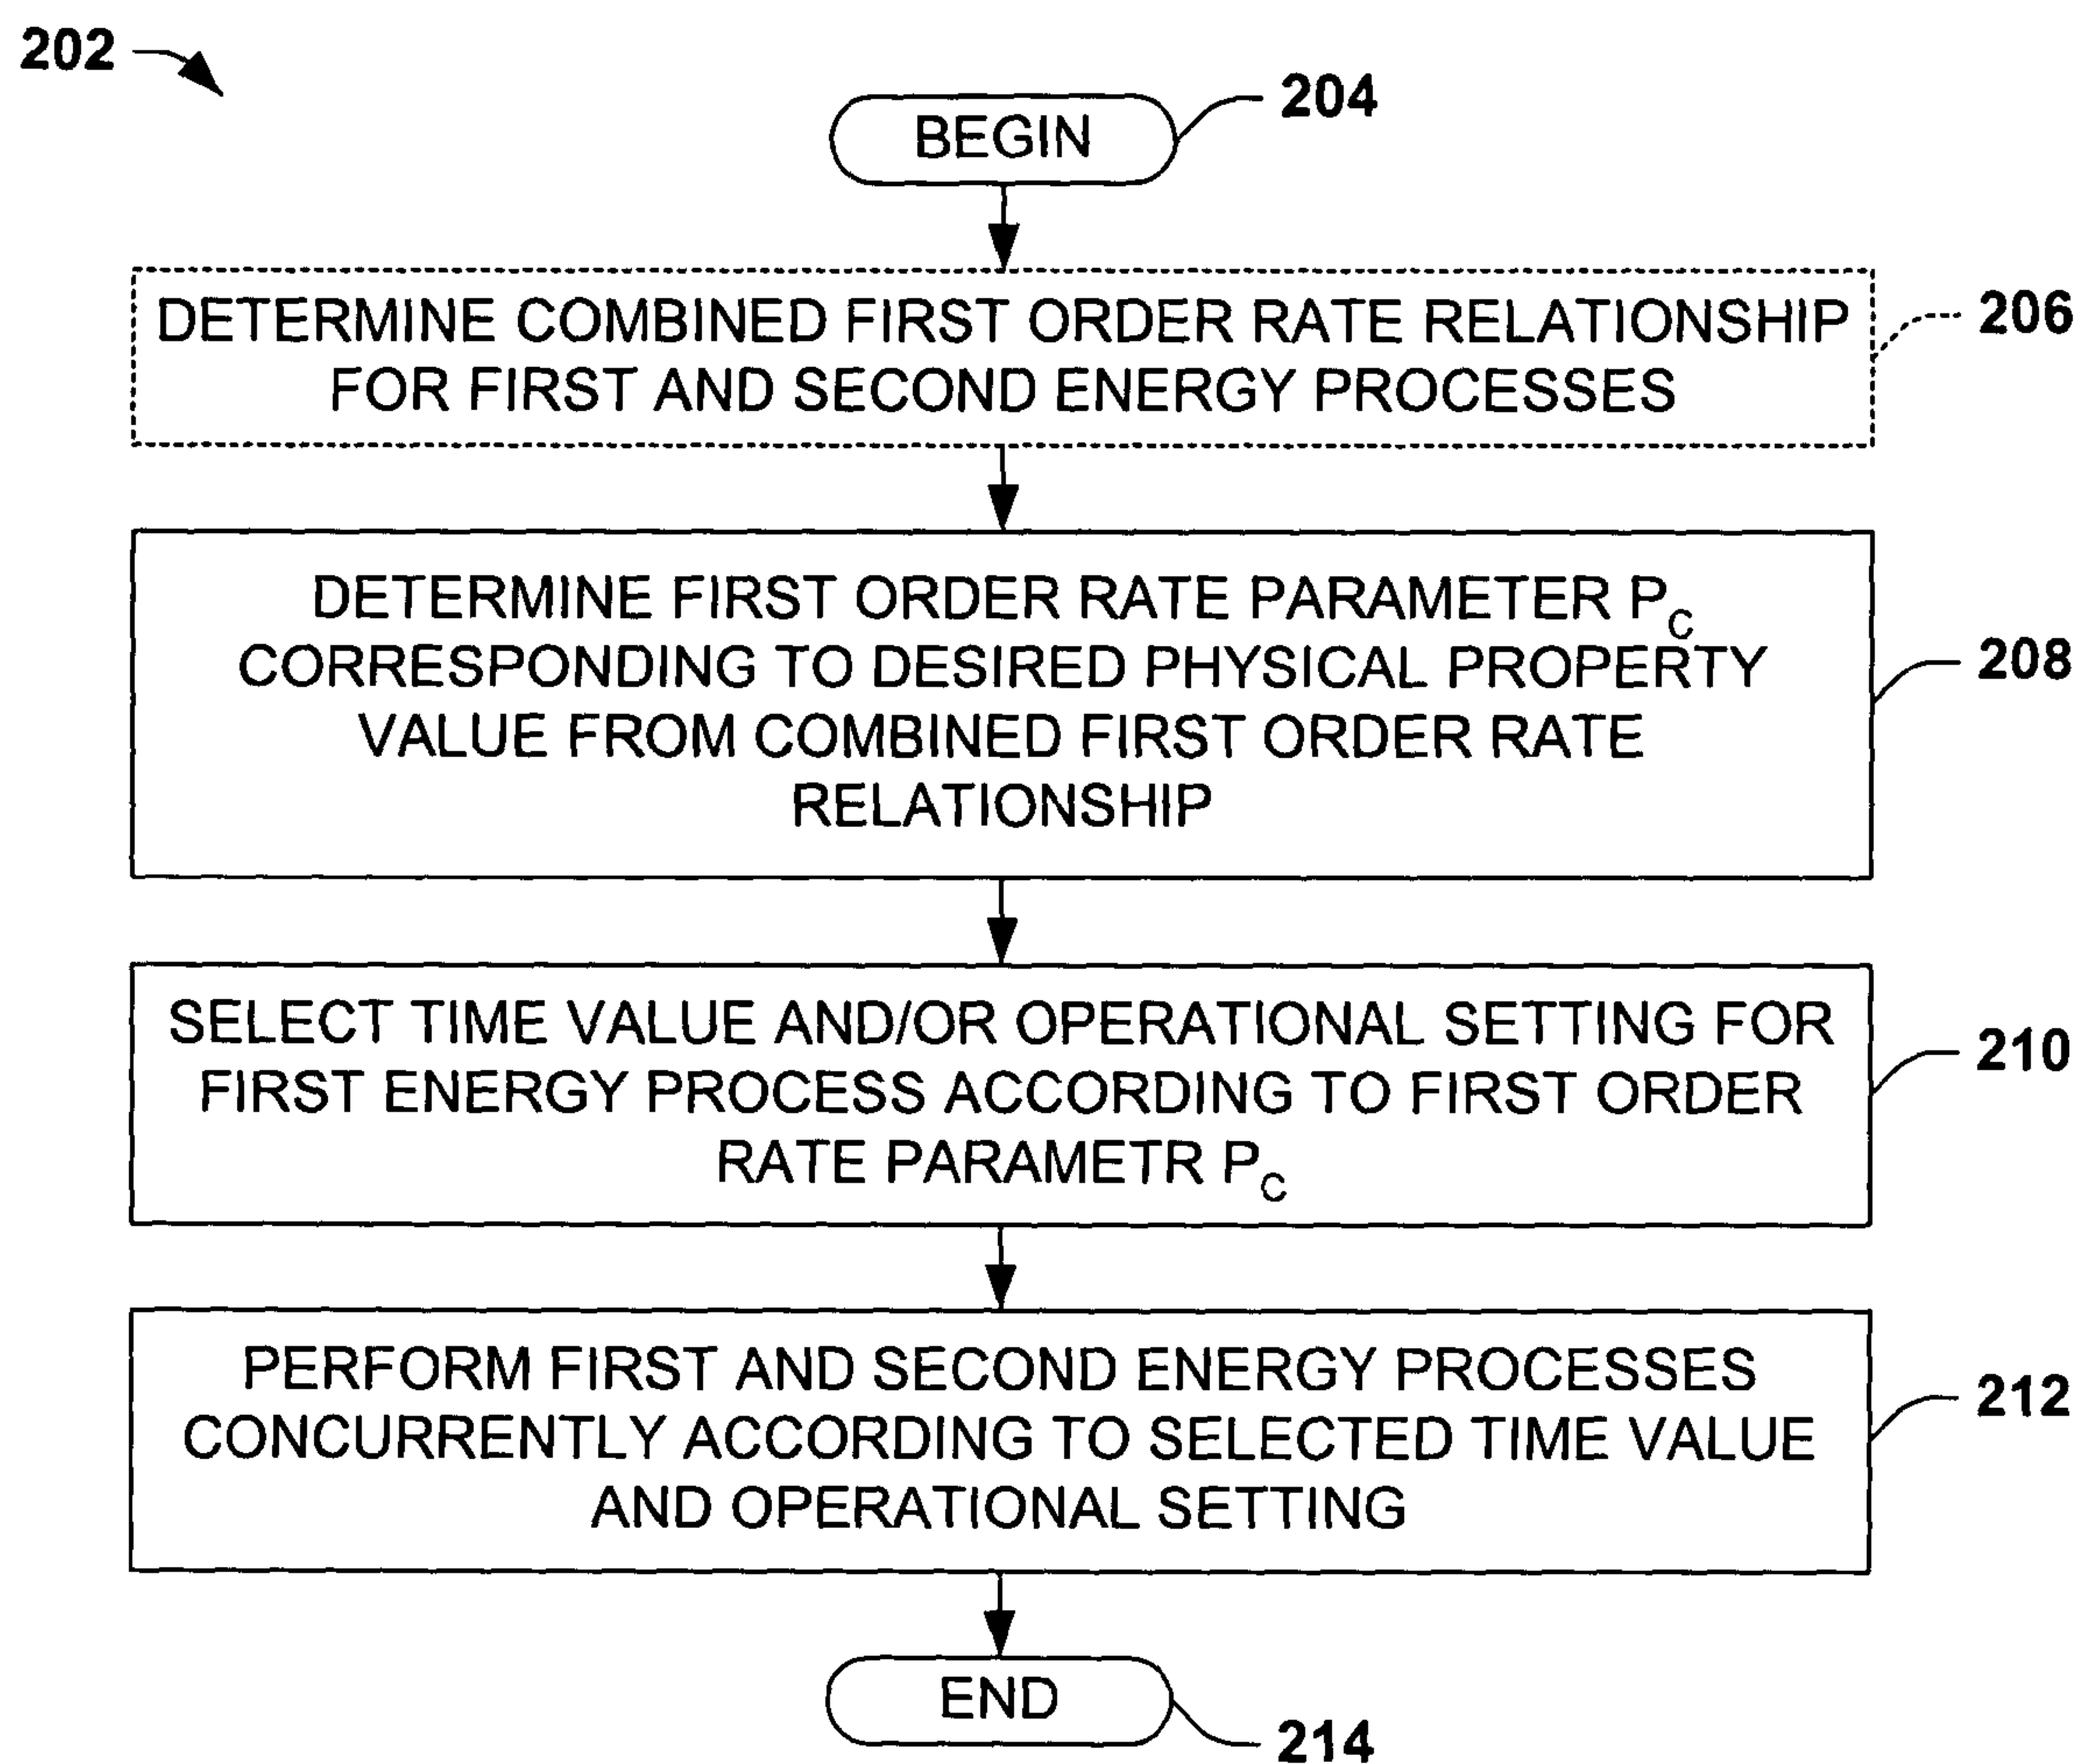 202
BEGIN
204
DETERMINE COMBINED FIRST ORDER RATE RELATIONSHIP
FOR FIRST AND SECOND ENERGY PROCESSES
206
DETERMINE FIRST ORDER RATE PARAMETER PC
CORRESPONDING TO DESIRED PHYSICAL PROPERTY
VALUE FROM COMBINED FIRST ORDER RATE
RELATIONSHIP
208
SELECT TIME VALUE AND/OR OPERATIONAL SETTING FOR
FIRST ENERGY PROCESS ACCORDING TO FIRST ORDER
RATE PARAMETR PC
210
PERFORM FIRST AND SECOND ENERGY PROCESSES
CONCURRENTLY ACCORDING TO SELECTED TIME VALUE
AND OPERATIONAL SETTING
212
END
214